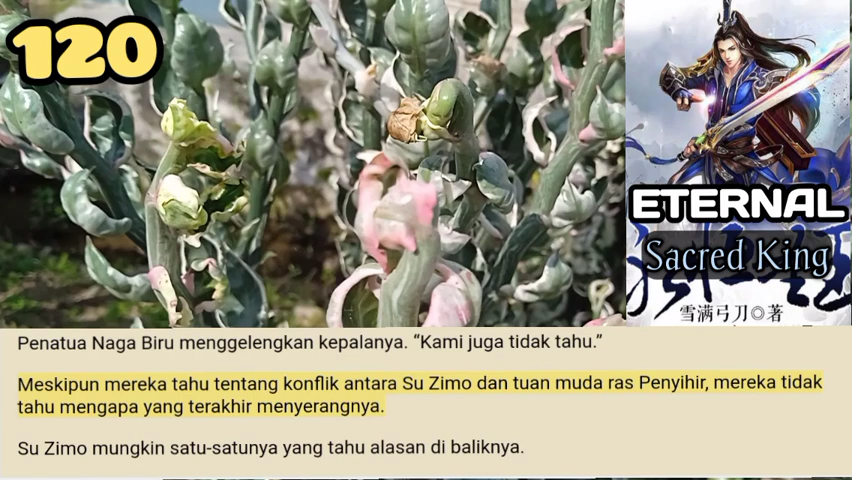 120
ETERNAL
Sacred King
雪满弓刀◎著
Penatua Naga Biru menggelengkan kepalanya. “Kami juga tidak tahu.”
Meskipun mereka tahu tentang konflik antara Su Zimo dan tuan muda ras Penyihir, mereka tidak
tahu mengapa yang terakhir menyerangnya.
Su Zimo mungkin satu-satunya yang tahu alasan di baliknya.